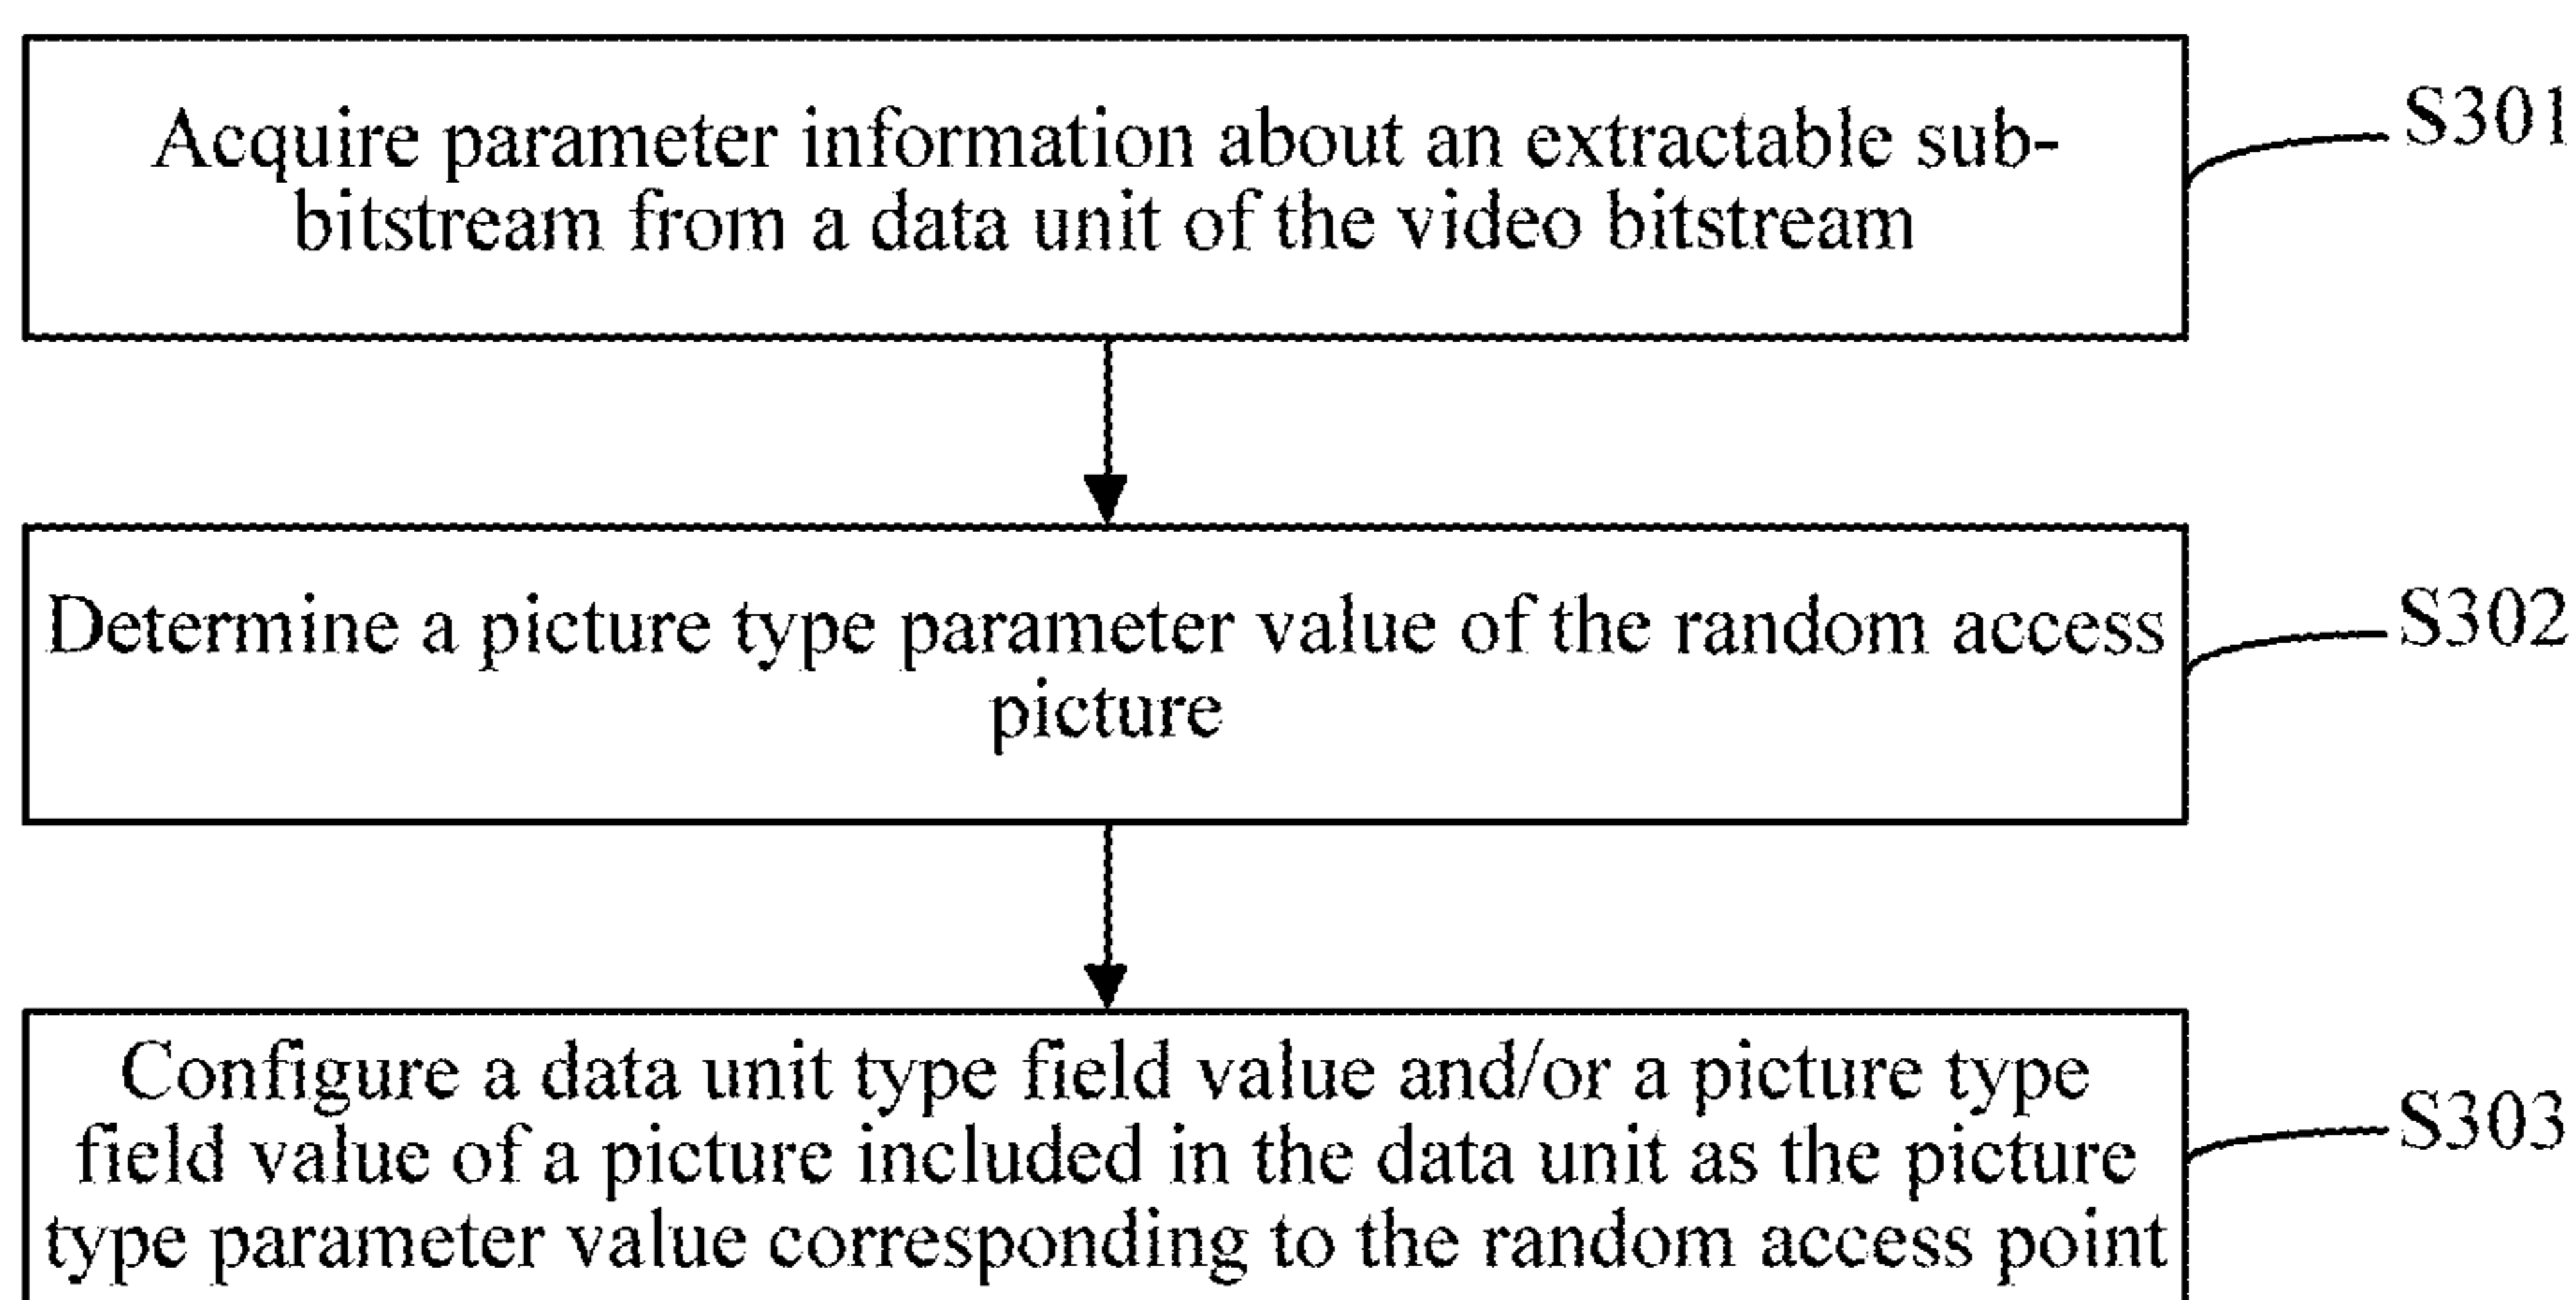 Acquire parameter information about an extractable sub-
bitstream from a data unit of the video bitstream
S301
Determine a picture type parameter value of the random access
picture
S302
Configure a data unit type field value and/or a picture type
field value of a picture included in the data unit as the picture
type parameter value corresponding to the random access point
S303